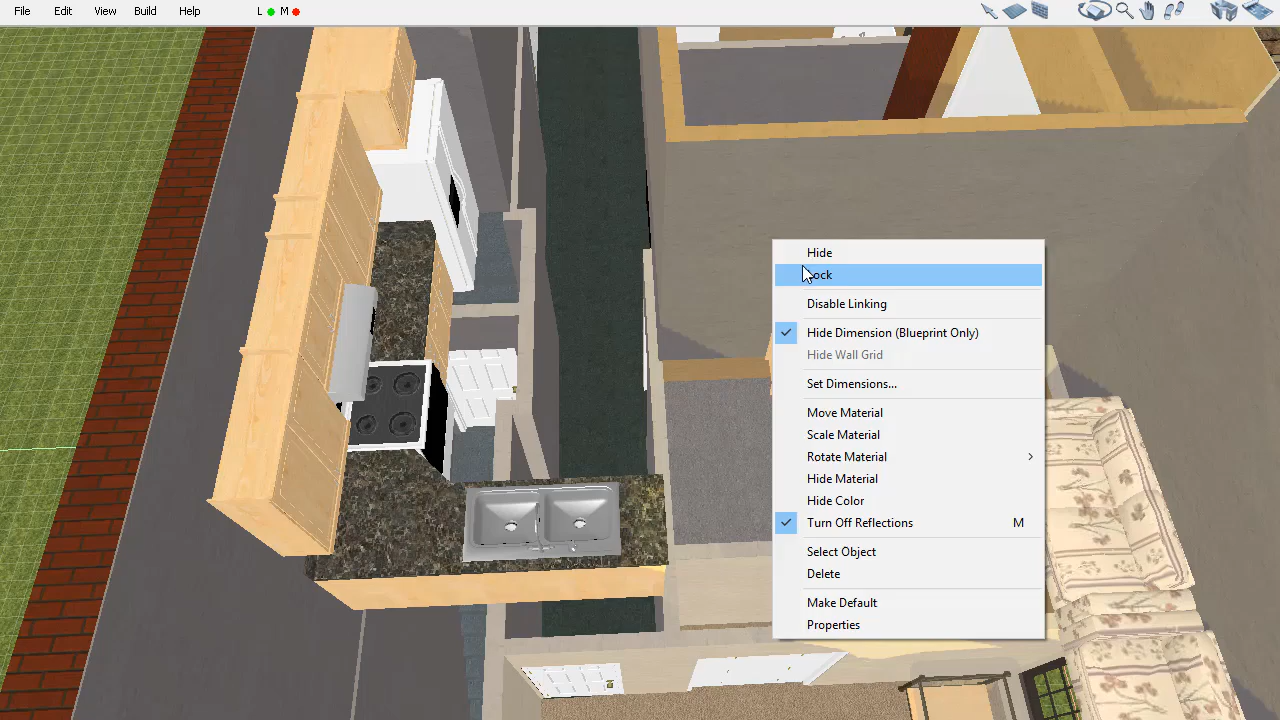 File Edit View Build Help L M
Hide
ock
Disable Linking
Hide Dimension (Blueprint Only)
Hide Wall Grid
Set Dimensions...
Move Material
Scale Material
Rotate Material
Hide Material
Hide Color
Turn Off Reflections M
Select Object
Delete
Make Default
Properties